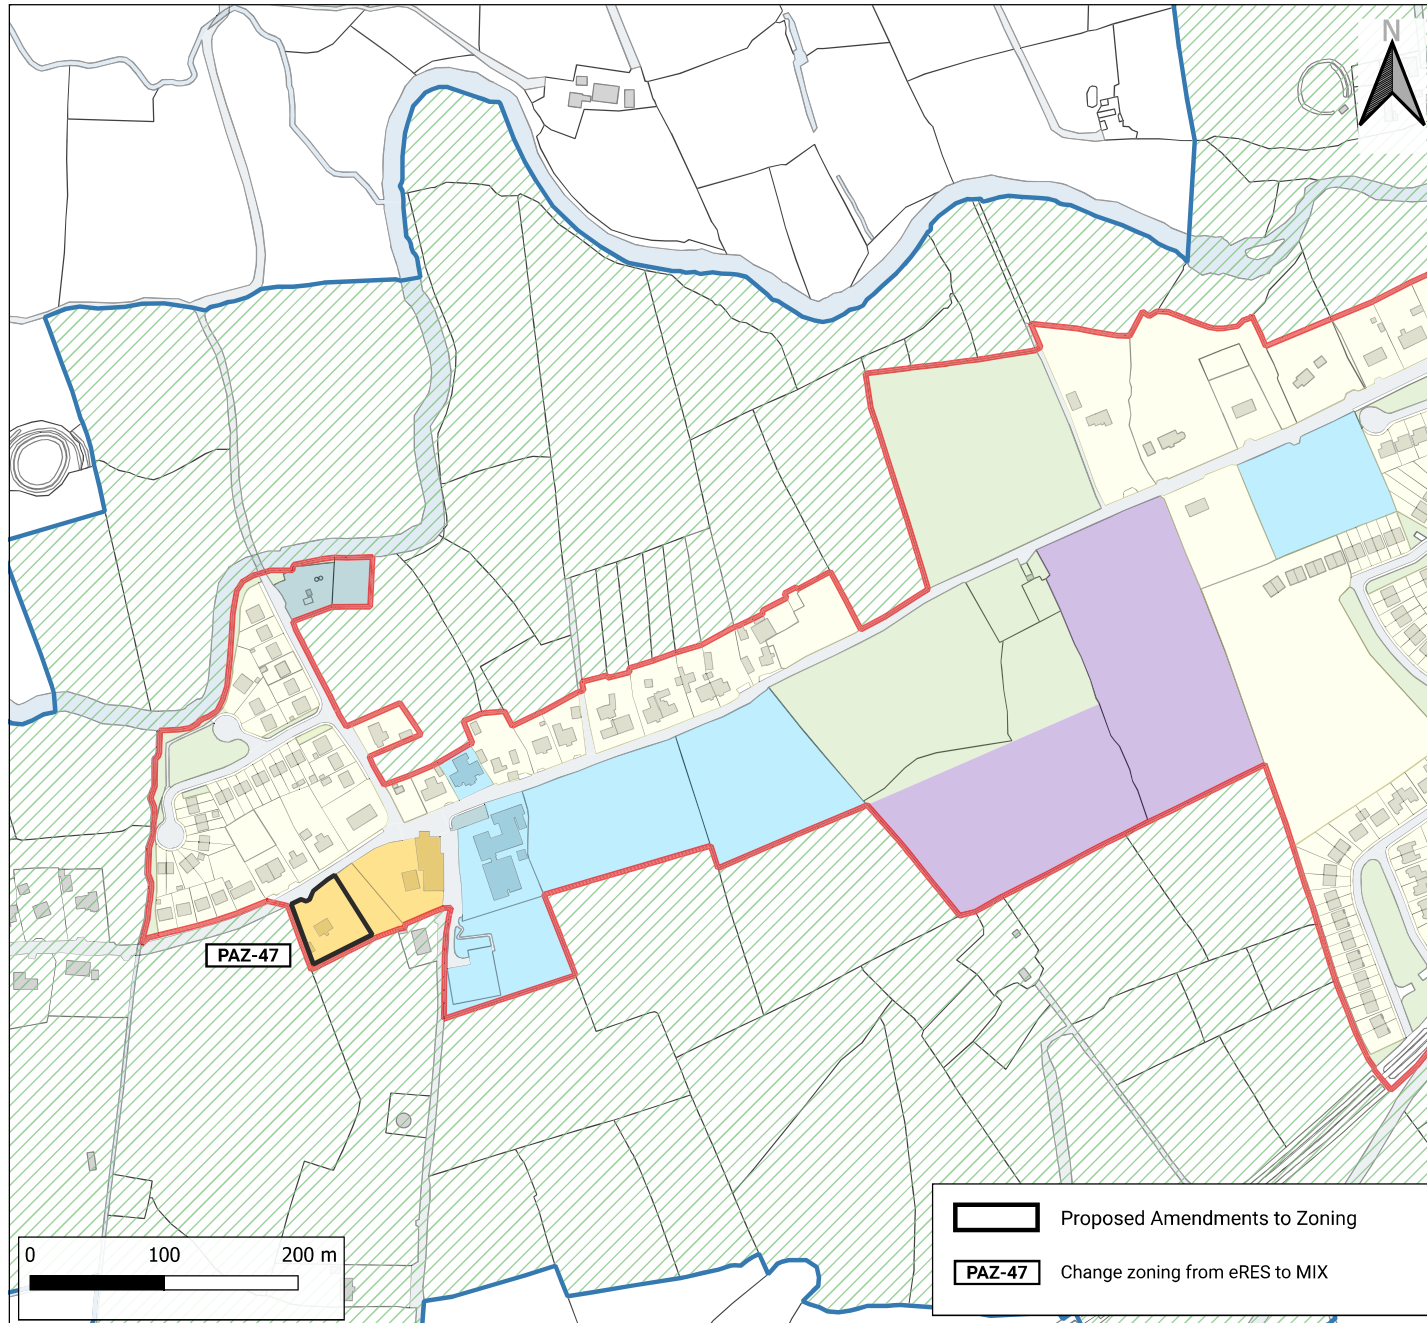 N
PAZ-47
0 100 200 m
Proposed Amendments to Zoning
PAZ-47 Change zoning from eRES to MIX